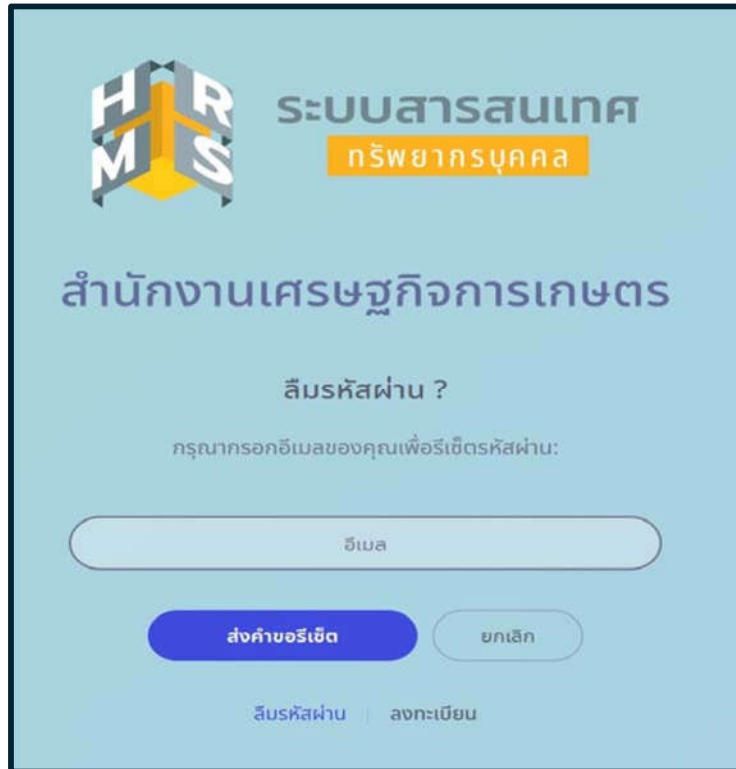 HR
MS
ระบบสารสนเทศ
ทรัพยากรบุคคล
สำนักงานเศรษฐกิจการเกษตร
ลืมรหัสผ่าน ?
กรุณากรอกอีเมลของคุณเพื่อรีเซ็ตรหัสผ่าน:
อีเมล
ส่งคำขอรีเซ็ต ยกเลิก
ลืมรหัสผ่าน | ลงทะเบียน